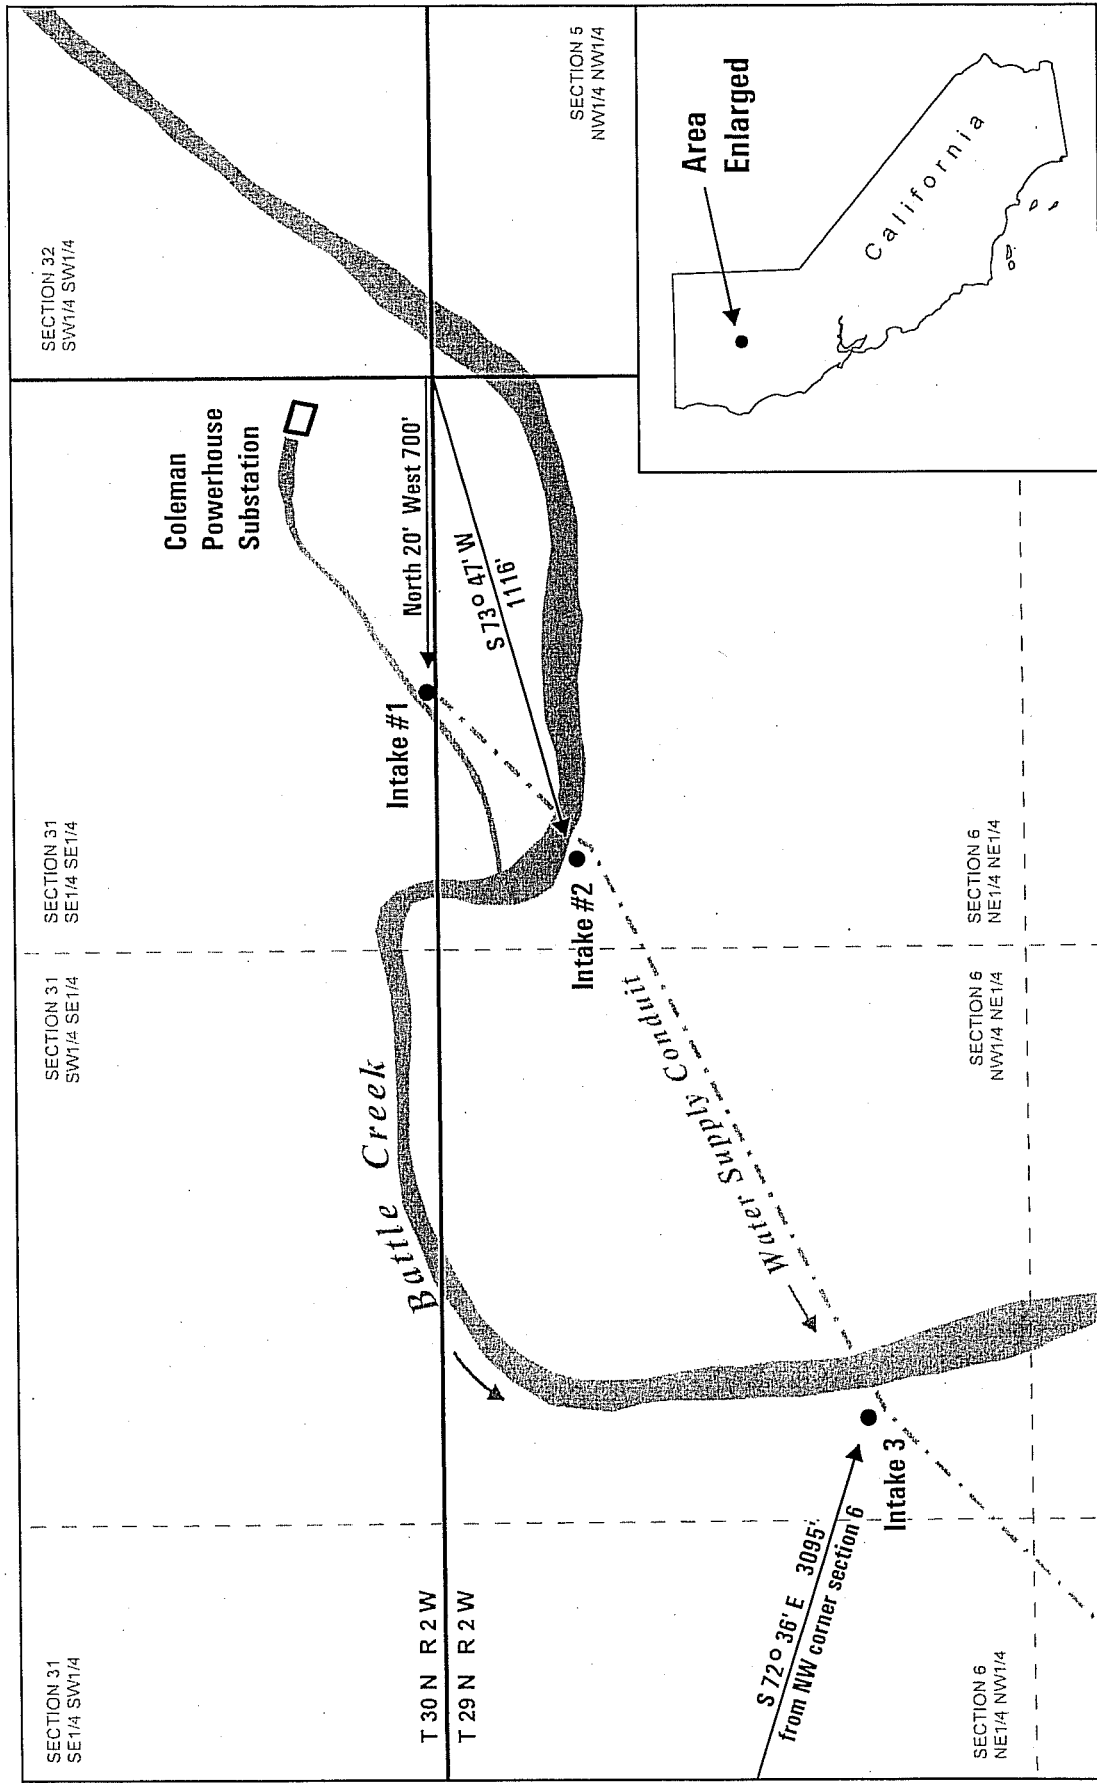 SECTION 31
SE1/4 SW1/4
SECTION 31
SW1/4 SE1/4
SECTION 31
SE1/4 SE1/4
SECTION 32
SW1/4 SW1/4
Coleman
Powerhouse
Substation
Battle Creek
Intake #1
North 20' West 700'
T 30 N R 2 W
T 29 N R 2 W
S 73° 47' W
1116'
Intake #2
Water Supply Conduit
SECTION 5
NW1/4 NW1/4
S 72° 36' E 3095'
from NW corner section 6
Intake 3
SECTION 6
NE1/4 NW1/4
SECTION 6
NW1/4 NE1/4
SECTION 6
NE1/4 NE1/4
Area
Enlarged
California